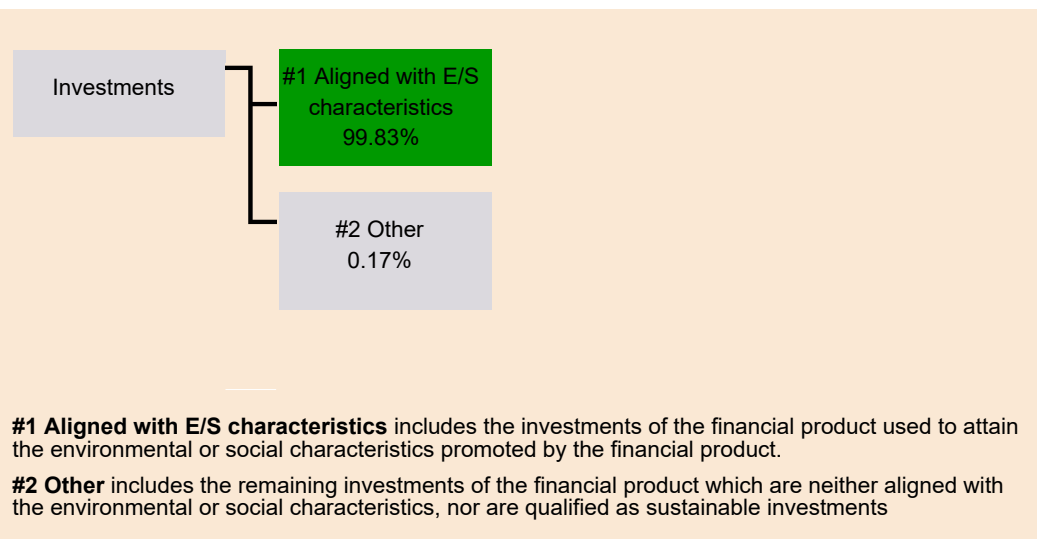 Investments
#1 Aligned with E/S
characteristics
99.83%
#2 Other
0.17%
#1 Aligned with E/S characteristics includes the investments of the financial product used to attain
the environmental or social characteristics promoted by the financial product.
#2 Other includes the remaining investments of the financial product which are neither aligned with
the environmental or social characteristics, nor are qualified as sustainable investments